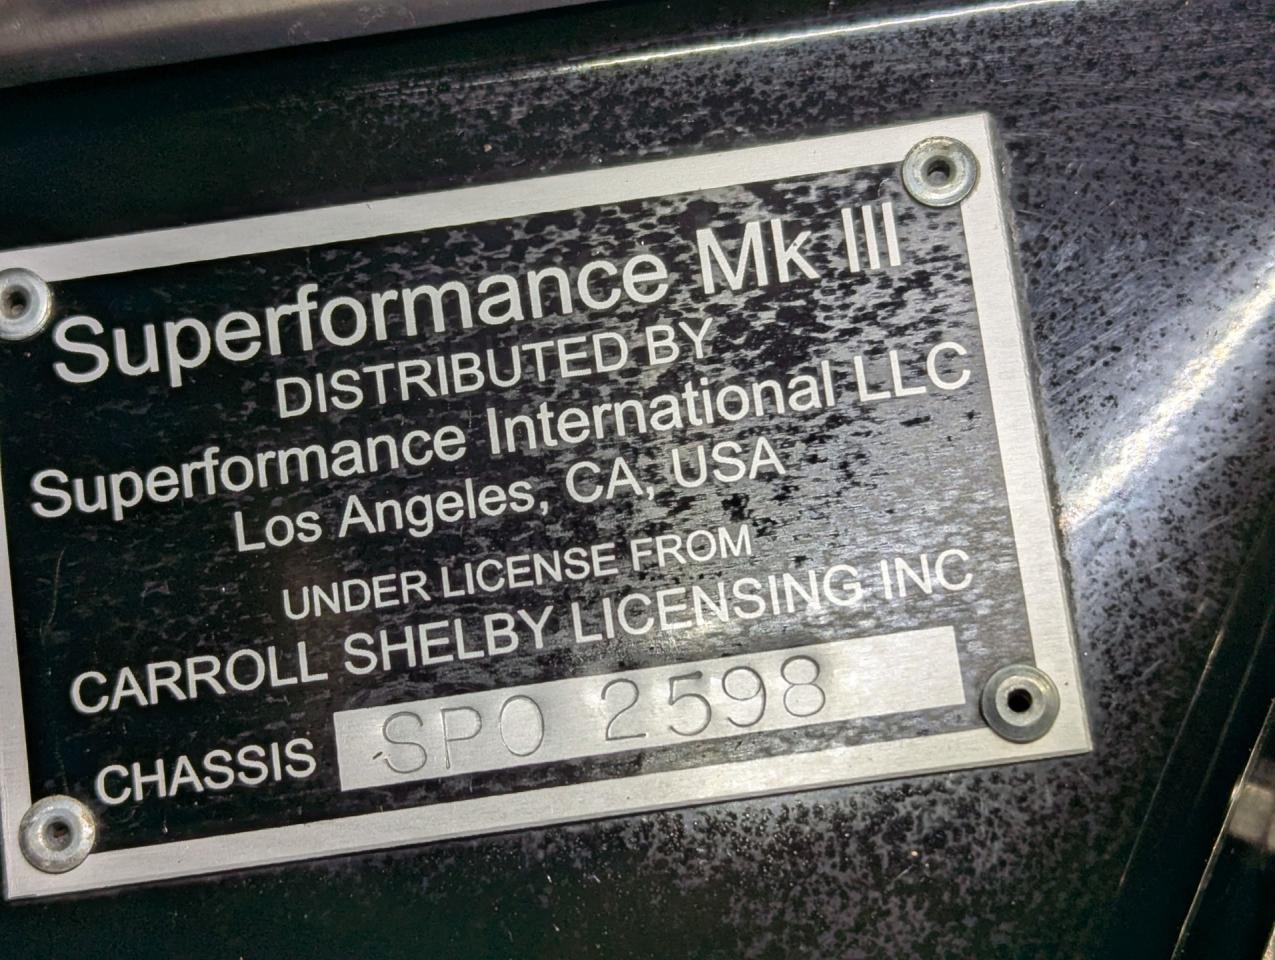 Superformance Mk III
DISTRIBUTED BY
Superformance International LLC
Los Angeles, CA, USA
UNDER LICENSE FROM
CARROLL SHELBY LICENSING INC
CHASSIS SPO 2598